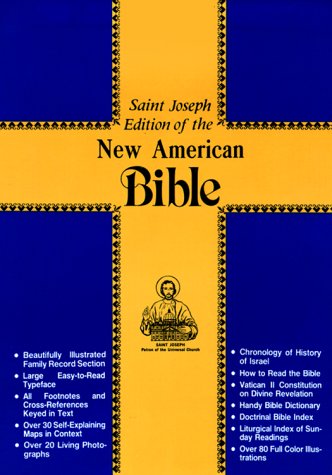 Saint Joseph
Edition of the
New American
Bible
SAINT JOSEPH
Patron of the Universal Church
• Beautifully Illustrated
Family Record Section
• Large Easy-to-Read
Typeface
• All Footnotes and
Cross-References
Keyed in Text
• Over 30 Self-Explaining
Maps in Context
• Over 20 Living Photo-
graphs
• Chronology of History
of Israel
• How to Read the Bible
• Vatican II Constitution
on Divine Revelation
• Handy Bible Dictionary
• Doctrinal Bible Index
• Liturgical Index of Sun-
day Readings
• Over 80 Full Color Illus-
trations